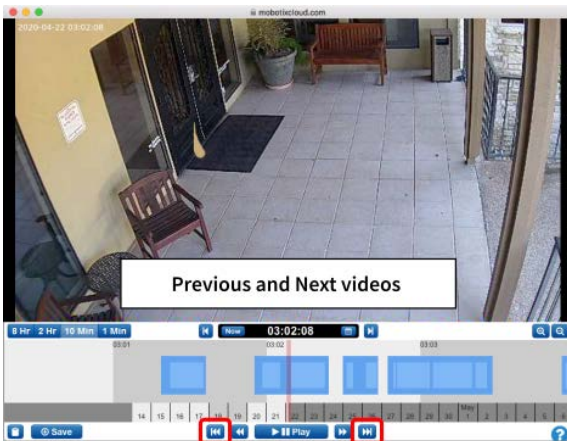 mobotixcloud.com
2020-04-22 03:02:08
Previous and Next videos
8 Hr 2 Hr 10 Min 1 Min Now 03:02:08
03:01 03:02 03:03
May
14 15 16 17 18 19 20 21 22 23 24 25 26 27 28 29 30 1 2 3 4 5 6
Save Play ?